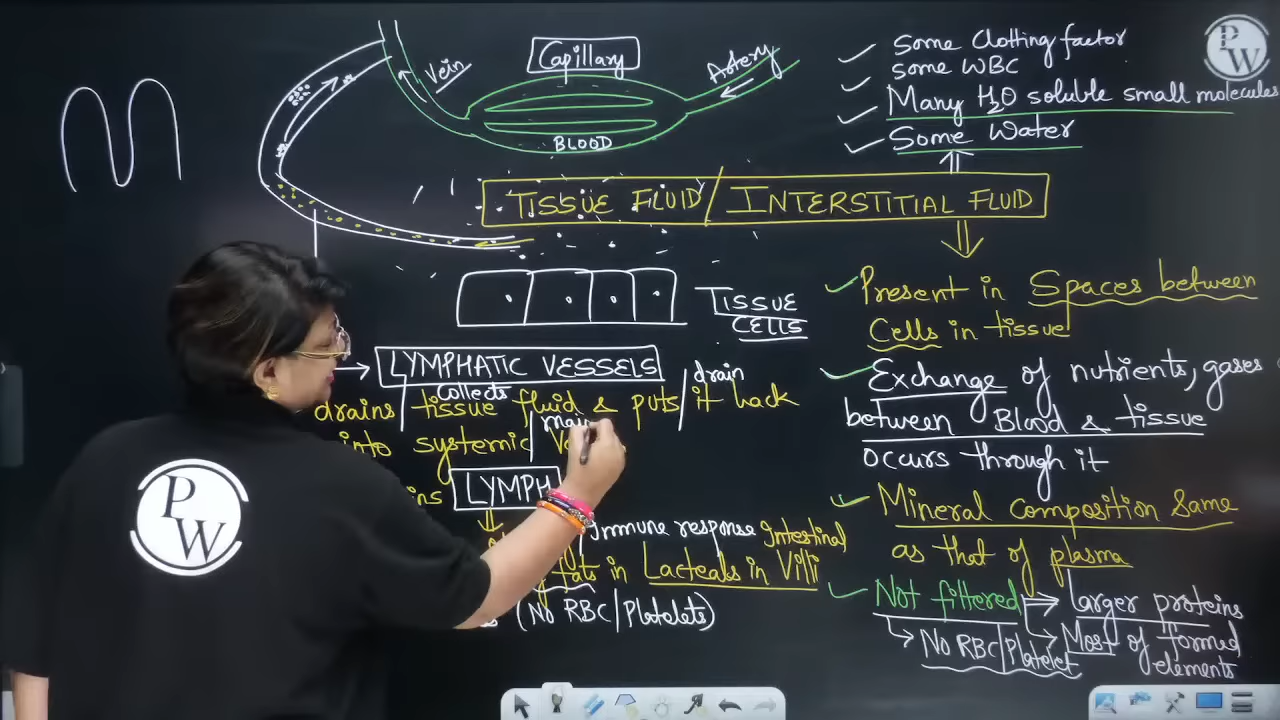 Vein
Capillary
Artery
BLOOD
Some Clotting factor
some WBC
Many H2O soluble small molecules
Some Water
PW
TISSUE FLUID / INTERSTITIAL FLUID
TISSUE
CELLS
LYMPHATIC VESSELS
collects
drain
drains tissue fluid & puts it back
into systemic
LYMPH
Immune response Intestinal
fats in Lacteals in Villi
(No RBC/Platelets)
Present in Spaces between
Cells in tissue
Exchange of nutrients, gases
between Blood & tissue
occurs through it
Mineral composition Same
as that of plasma
Not filtered
Larger proteins
No RBC/Platelet
Most of formed
elements
PW